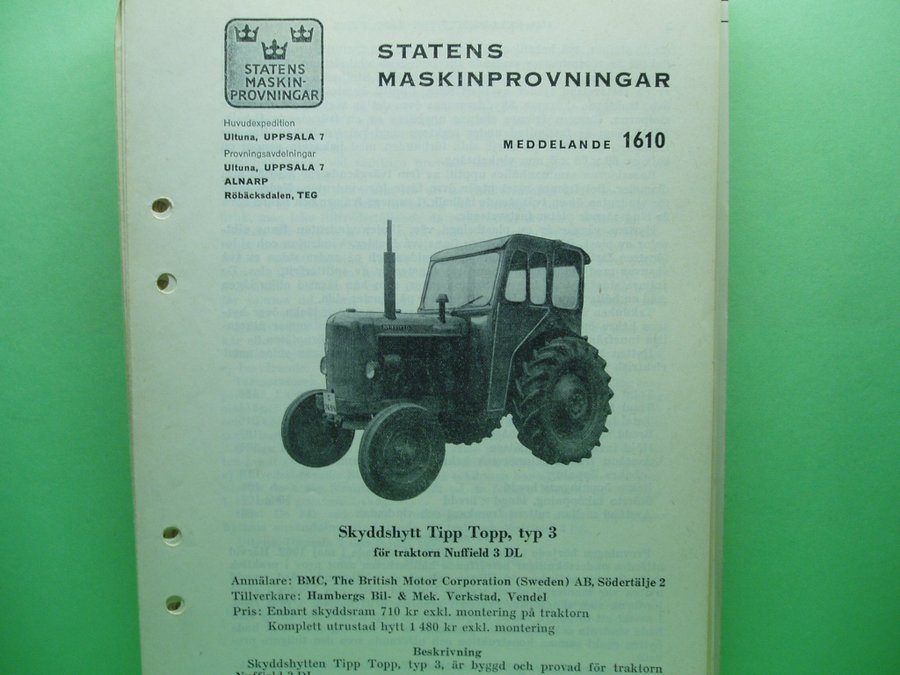 STATENS
MASKIN-
PROVNINGAR
STATENS
MASKINPROVNINGAR
Huvudexpedition
Ultuna, UPPSALA 7
Provningsavdelningar
Ultuna, UPPSALA 7
ALNARP
Röbäcksdalen, TEG
MEDDELANDE 1610
Skyddshytt Tipp Topp, typ 3
för traktorn Nuffield 3 DL
Anmälare: BMC, The British Motor Corporation (Sweden) AB, Södertälje 2
Tillverkare: Hambergs Bil- & Mek. Verkstad, Vendel
Pris: Enbart skyddsram 710 kr exkl. montering på traktorn
Komplett utrustad hytt 1 480 kr exkl. montering
Beskrivning
Skyddshytten Tipp Topp, typ 3, är byggd och provad för traktorn
Nuffield 3 DL